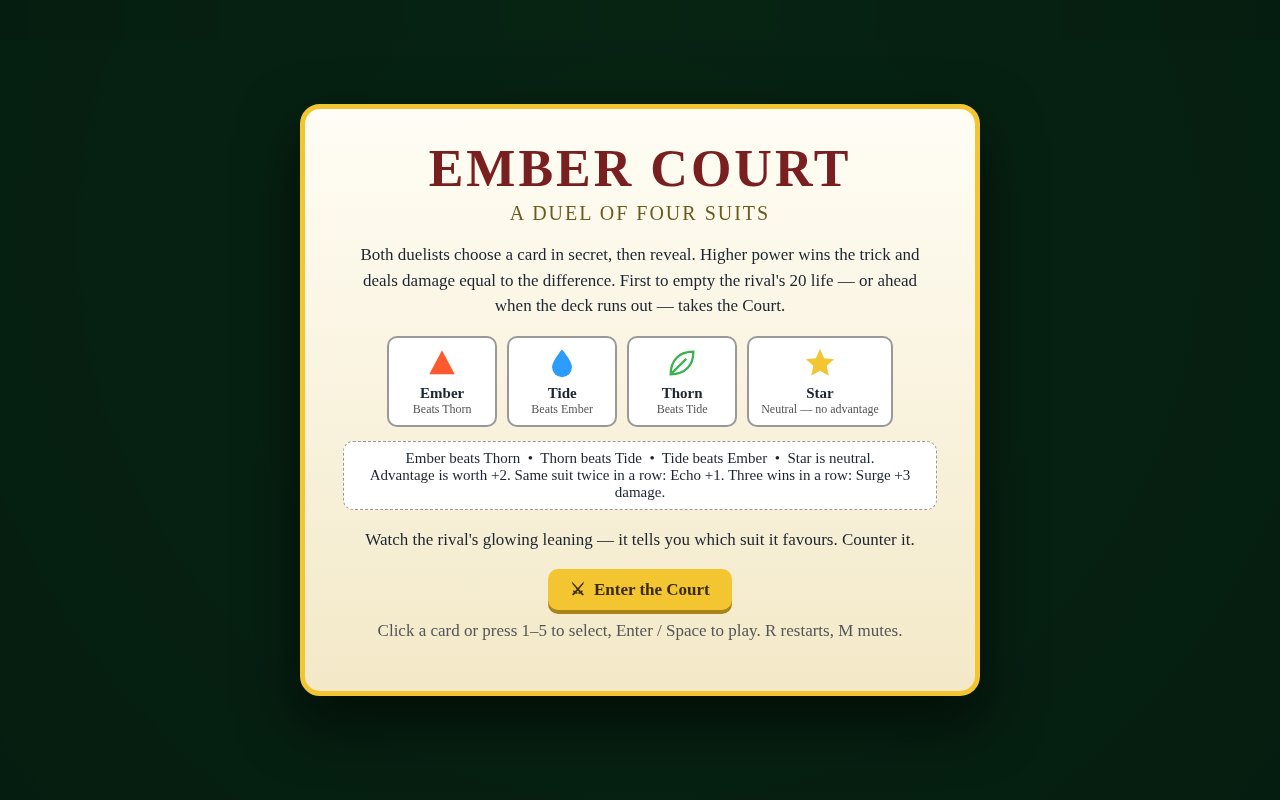 EMBER COURT
A DUEL OF FOUR SUITS
Both duelists choose a card in secret, then reveal. Higher power wins the trick and
deals damage equal to the difference. First to empty the rival's 20 life — or ahead
when the deck runs out — takes the Court.
Ember
Beats Thorn
Tide
Beats Ember
Thorn
Beats Tide
Star
Neutral — no advantage
Ember beats Thorn • Thorn beats Tide • Tide beats Ember • Star is neutral.
Advantage is worth +2. Same suit twice in a row: Echo +1. Three wins in a row: Surge +3
damage.
Watch the rival's glowing leaning — it tells you which suit it favours. Counter it.
⚔ Enter the Court
Click a card or press 1–5 to select, Enter / Space to play. R restarts, M mutes.